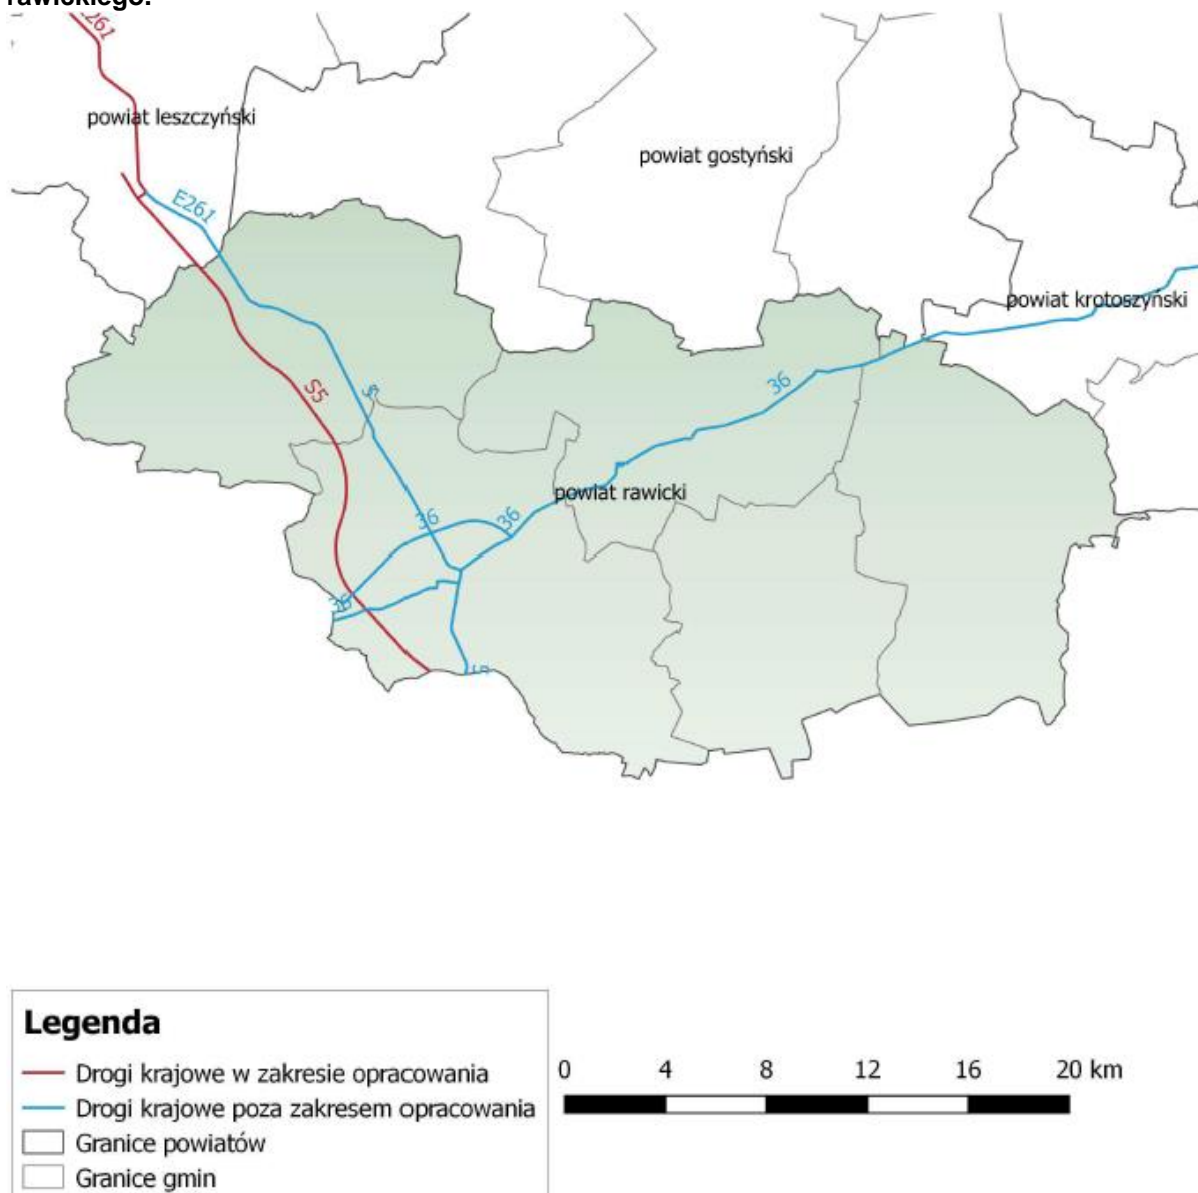 rawickiego.
E261
powiat leszczyński
powiat gostyński
E261
powiat krotoszyński
S5
36
powiat rawicki
36
36
36
5
Legenda
Drogi krajowe w zakresie opracowania
Drogi krajowe poza zakresem opracowania
Granice powiatów
Granice gmin
0 4 8 12 16 20 km